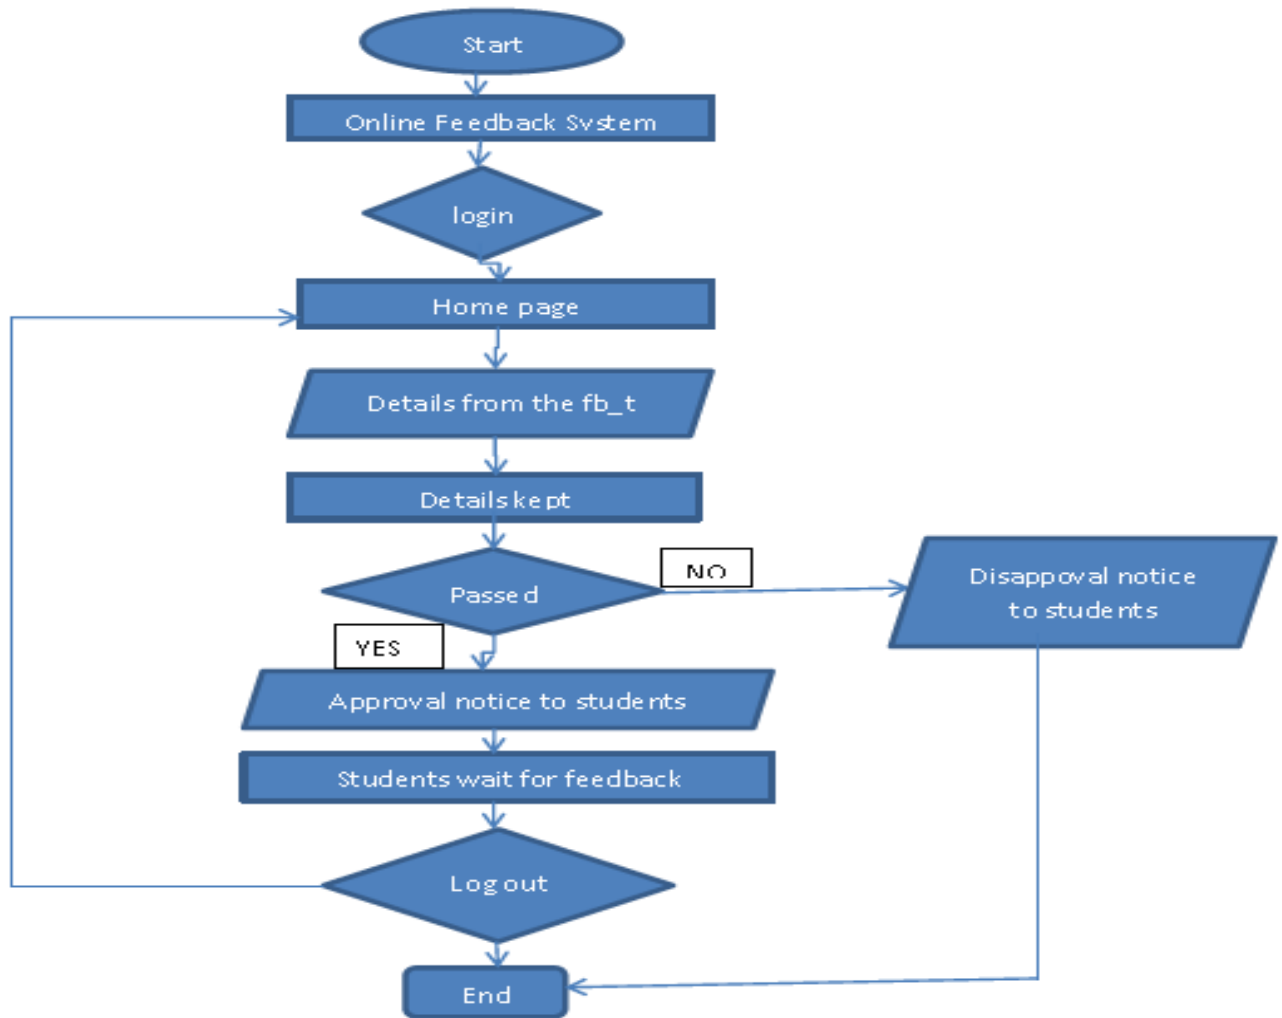 Start
Online Feedback System
login
Home page
Details from the fb_t
Details kept
Passed
NO
Disappoval notice
to students
YES
Approval notice to students
Students wait for feedback
Log out
End